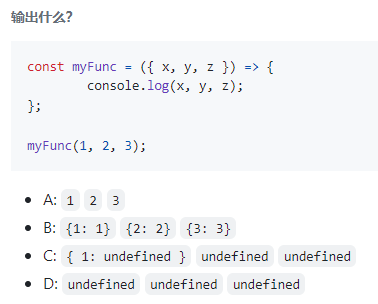 输出什么？
const myFunc = ({ x, y, z }) => {
        console.log(x, y, z);
};
myFunc(1, 2, 3);
• A: 1 2 3
• B: {1: 1} {2: 2} {3: 3}
• C: { 1: undefined } undefined undefined
• D: undefined undefined undefined